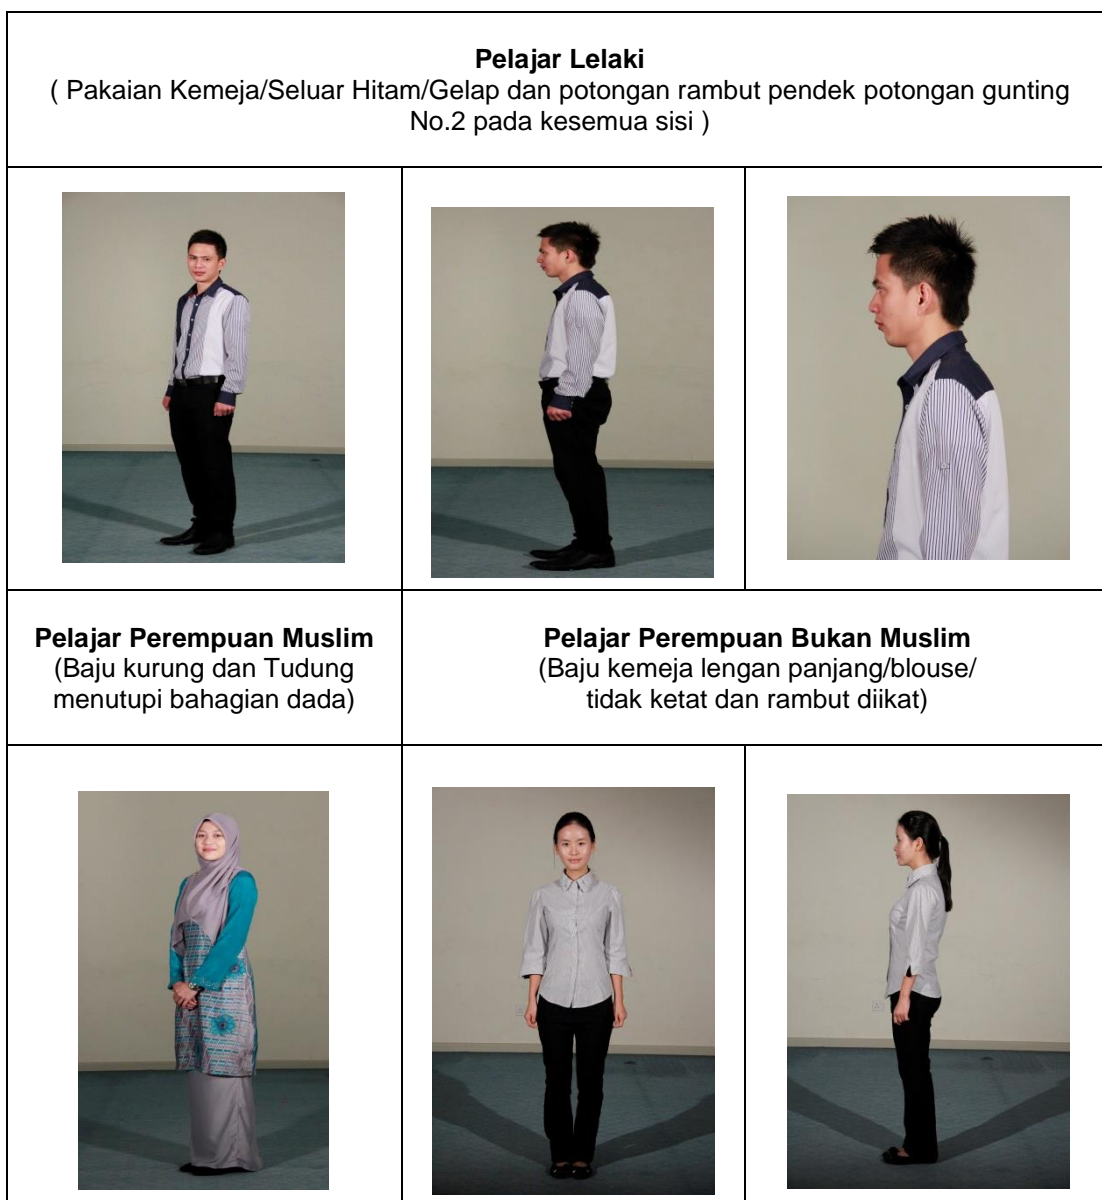 Pelajar Lelaki
( Pakaian Kemeja/Seluar Hitam/Gelap dan potongan rambut pendek potongan gunting
No.2 pada kesemua sisi )
Pelajar Perempuan Muslim
(Baju kurung dan Tudung
menutupi bahagian dada)
Pelajar Perempuan Bukan Muslim
(Baju kemeja lengan panjang/blouse/
tidak ketat dan rambut diikat)